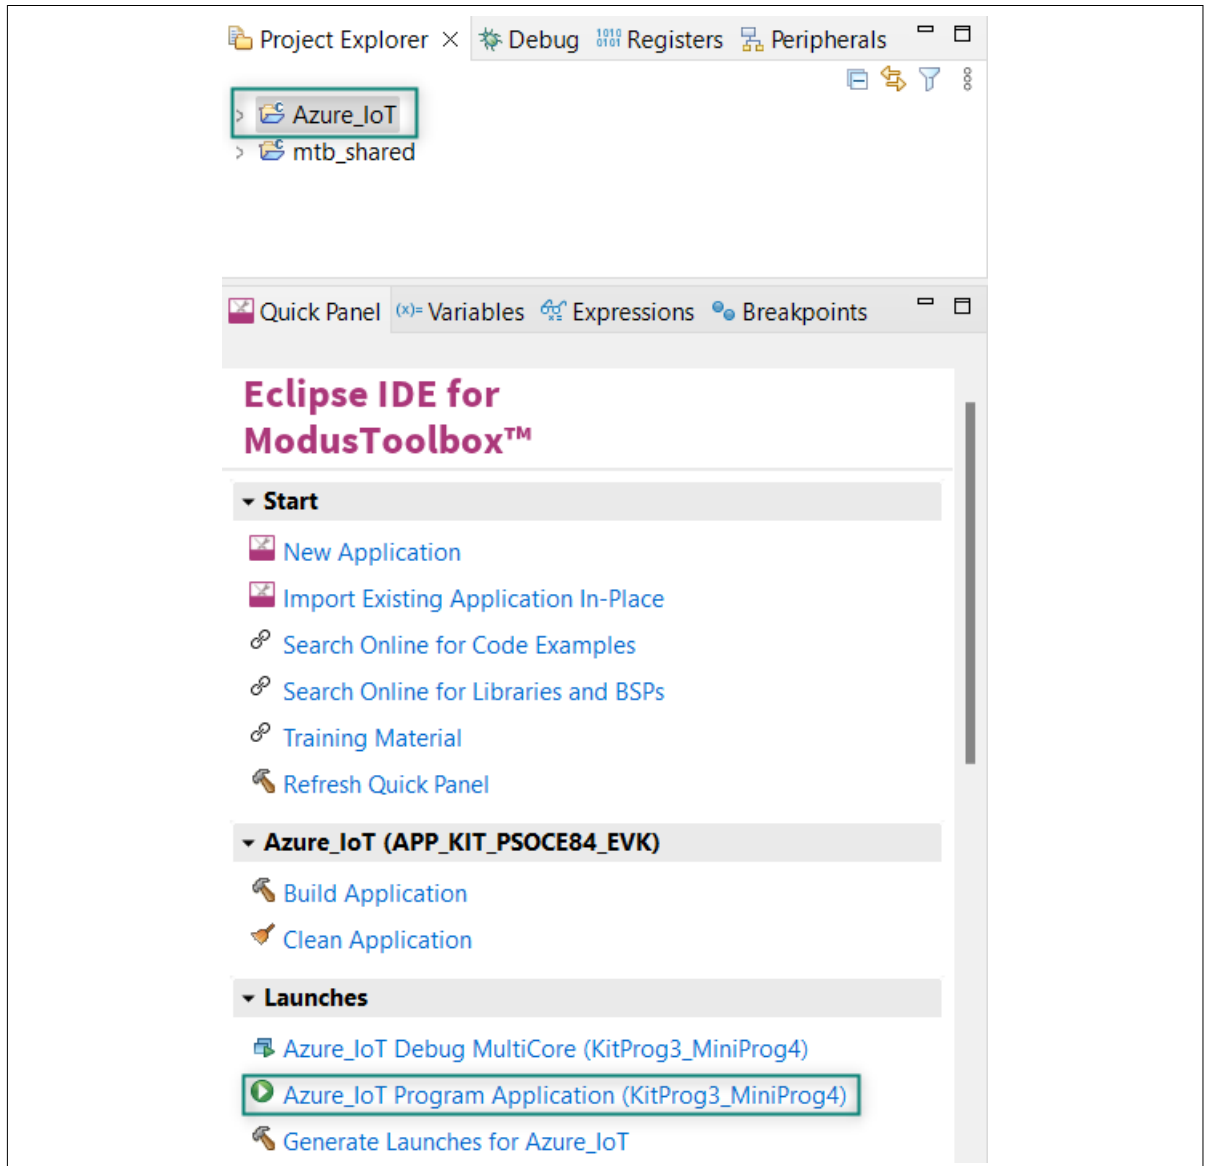 Project Explorer Debug Registers Peripherals
Azure_IoT
mtb_shared
Quick Panel (x)= Variables Expressions Breakpoints
Eclipse IDE for
ModusToolbox™
Start
New Application
Import Existing Application In-Place
Search Online for Code Examples
Search Online for Libraries and BSPs
Training Material
Refresh Quick Panel
Azure_IoT (APP_KIT_PSOCE84_EVK)
Build Application
Clean Application
Launches
Azure_IoT Debug MultiCore (KitProg3_MiniProg4)
Azure_IoT Program Application (KitProg3_MiniProg4)
Generate Launches for Azure_IoT